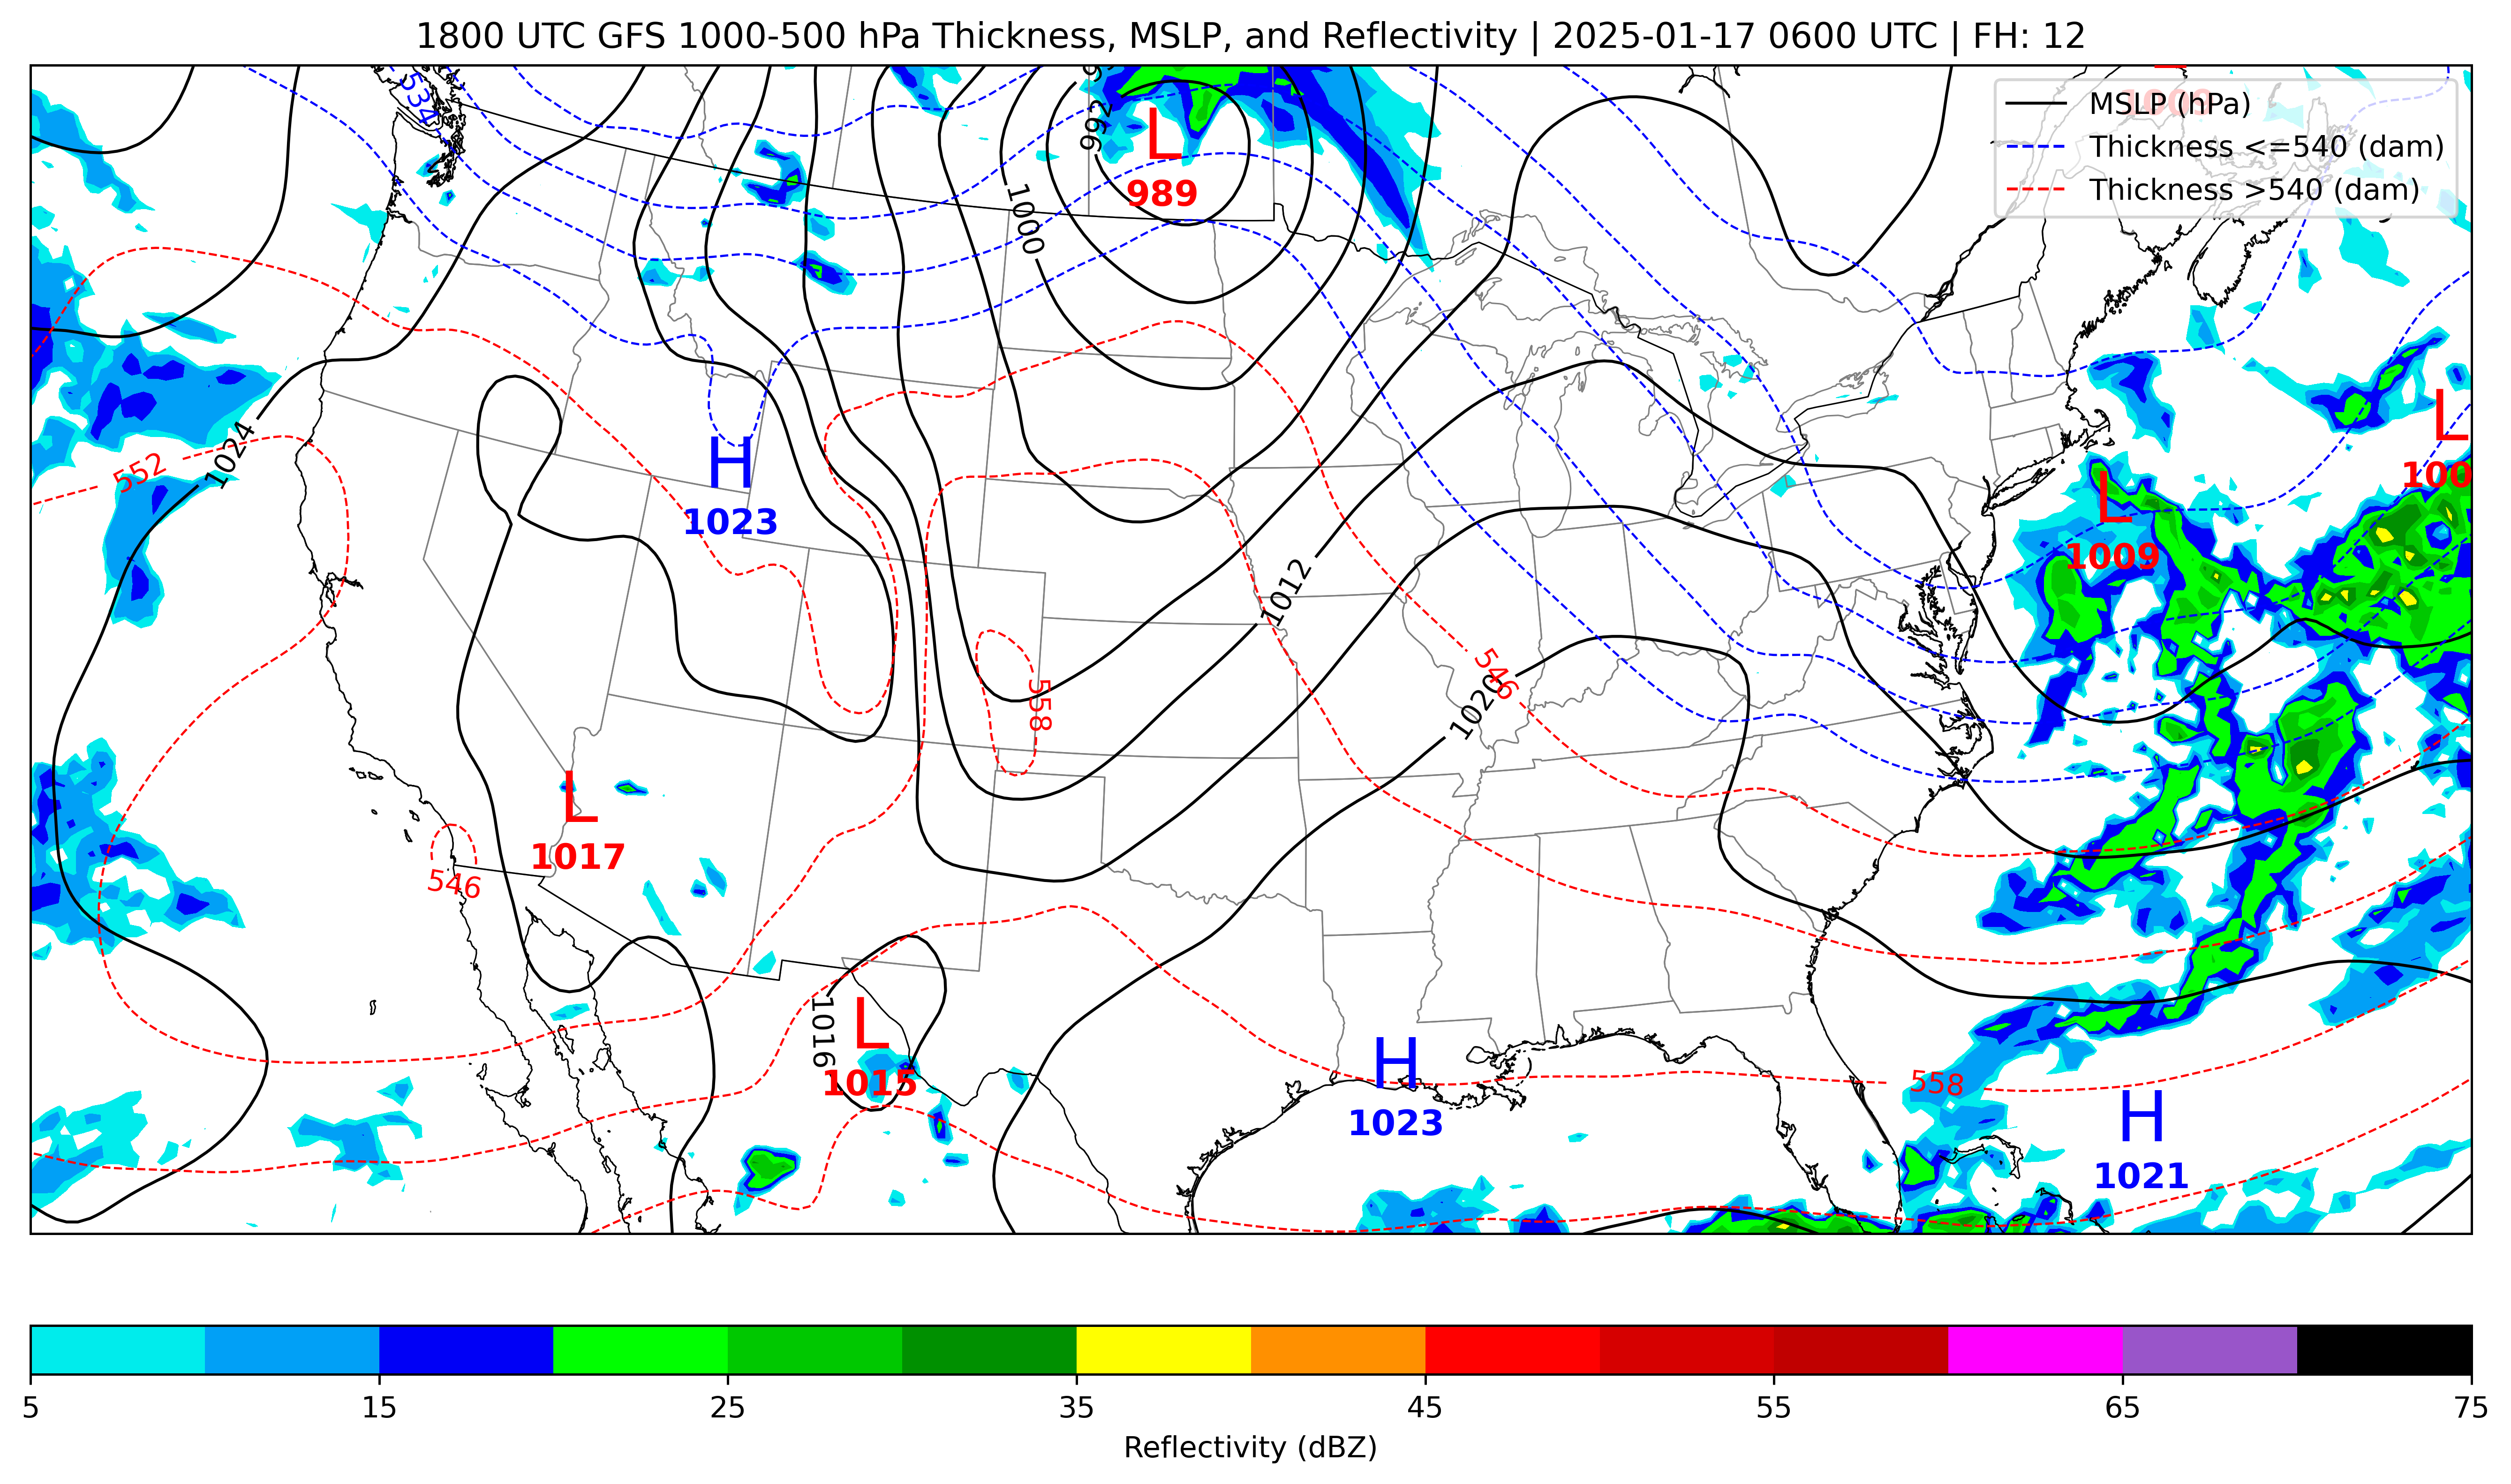 1800 UTC GFS 1000-500 hPa Thickness, MSLP, and Reflectivity | 2025-01-17 0600 UTC | FH: 12
MSLP (hPa)
Thickness <=540 (dam)
Thickness >540 (dam)
534
992
L
989
1000
L
100
552
1024
H
1023
L
1009
1012
546
558
1020
L
1017
546
1016
L
1015
H
1023
558
H
1021
5 15 25 35 45 55 65 75
Reflectivity (dBZ)